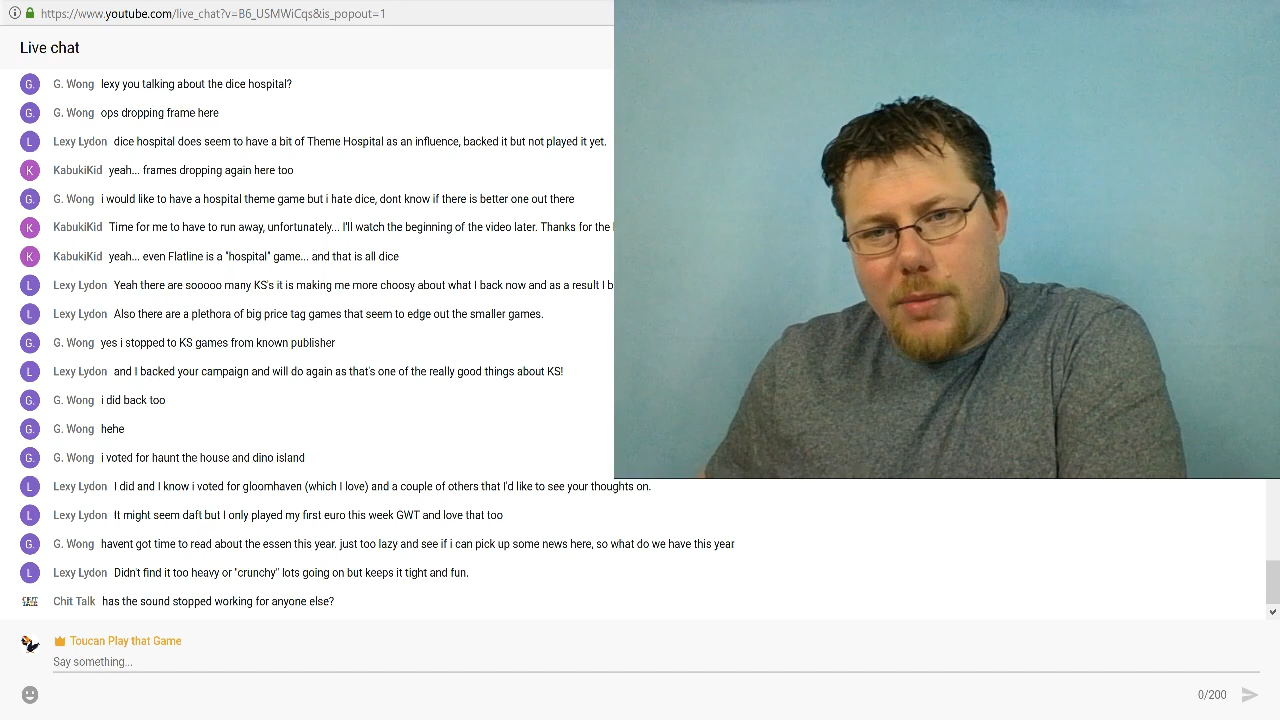 https://www.youtube.com/live_chat?v=B6_USMWiCqs&is_popout=1
Live chat
G. G. Wong lexy you talking about the dice hospital?
G. G. Wong ops dropping frame here
L Lexy Lydon dice hospital does seem to have a bit of Theme Hospital as an influence, backed it but not played it yet.
K KabukiKid yeah... frames dropping again here too
G. G. Wong i would like to have a hospital theme game but i hate dice, dont know if there is better one out there
K KabukiKid Time for me to have to run away, unfortunately... I'll watch the beginning of the video later. Thanks for the
K KabukiKid yeah... even Flatline is a "hospital" game... and that is all dice
L Lexy Lydon Yeah there are sooooo many KS's it is making me more choosy about what I back now and as a result I b
L Lexy Lydon Also there are a plethora of big price tag games that seem to edge out the smaller games.
G. G. Wong yes i stopped to KS games from known publisher
L Lexy Lydon and I backed your campaign and will do again as that's one of the really good things about KS!
G. G. Wong i did back too
G. G. Wong hehe
G. G. Wong i voted for haunt the house and dino island
L Lexy Lydon I did and I know i voted for gloomhaven (which I love) and a couple of others that I'd like to see your thoughts on.
L Lexy Lydon It might seem daft but I only played my first euro this week GWT and love that too
G. G. Wong havent got time to read about the essen this year. just too lazy and see if i can pick up some news here, so what do we have this year
L Lexy Lydon Didn't find it too heavy or "crunchy" lots going on but keeps it tight and fun.
Chit Talk has the sound stopped working for anyone else?
Toucan Play that Game
Say something...
0/200